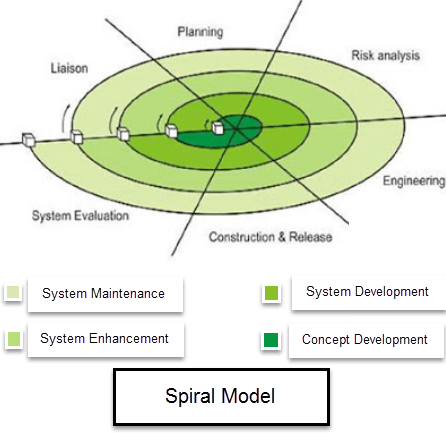 Planning
Risk analysis
Liaison
Engineering
System Evaluation
Construction & Release
System Maintenance
System Development
System Enhancement
Concept Development
Spiral Model